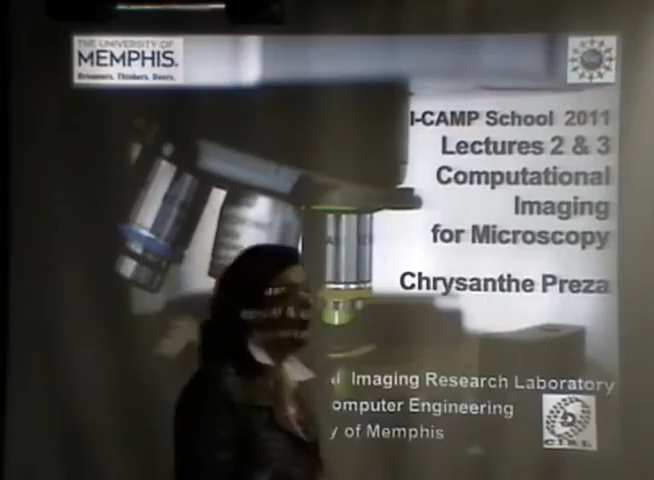 THE UNIVERSITY OF
MEMPHIS.
Dreamers. Thinkers. Doers.
I-CAMP School 2011
Lectures 2 & 3
Computational
Imaging
for Microscopy
Chrysanthe Preza
l Imaging Research Laboratory
omputer Engineering
y of Memphis
CIRL